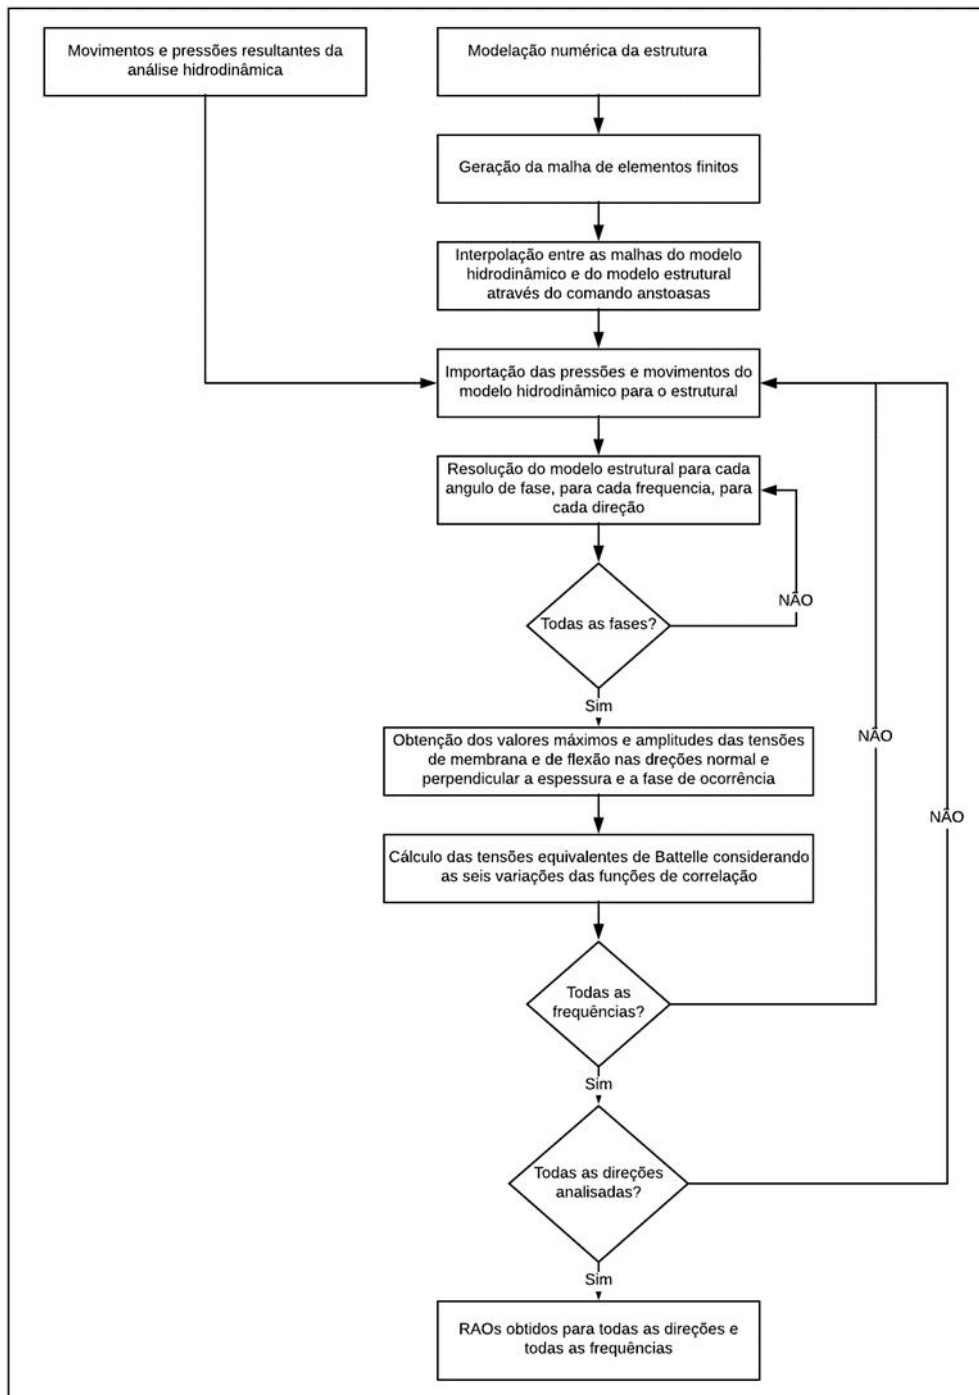 Movimentos e pressões resultantes da
análise hidrodinâmica
Modelação numérica da estrutura
Geração da malha de elementos finitos
Interpolação entre as malhas do modelo
hidrodinâmico e do modelo estrutural
através do comando anstoasas
Importação das pressões e movimentos do
modelo hidrodinâmico para o estrutural
Resolução do modelo estrutural para cada
angulo de fase, para cada frequencia, para
cada direção
NÃO
Todas as fases?
Sim
Obtenção dos valores máximos e amplitudes das tensões
de membrana e de flexão nas dreções normal e
perpendicular a espessura e a fase de ocorrência
NÃO
NÃO
Cálculo das tensões equivalentes de Battelle considerando
as seis variações das funções de correlação
Todas as
frequências?
Sim
Todas as direções
analisadas?
Sim
RAOs obtidos para todas as direções e
todas as frequências